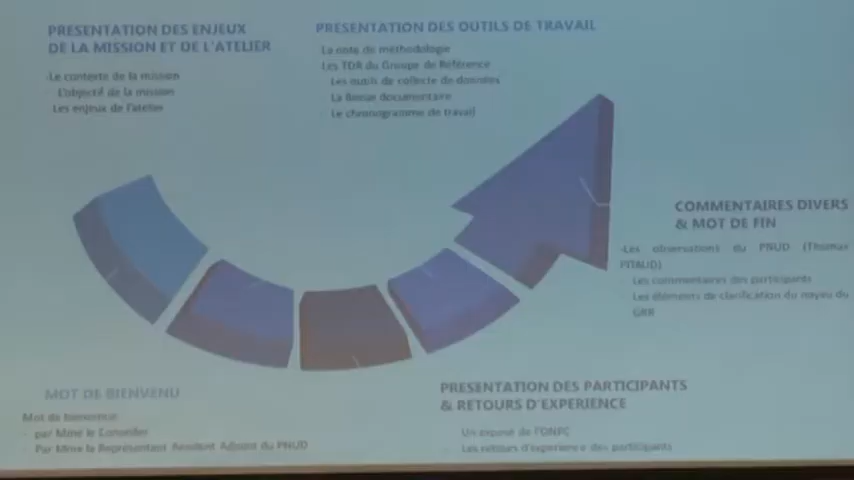 PRESENTATION DES ENJEUX
DE LA MISSION ET DE L'ATELIER
-Le contexte de la mission
- L'objectif de la mission
Les enjeux de l'atelier
PRESENTATION DES OUTILS DE TRAVAIL
La note de méthodologie
Les TDR du Groupe de Référence
Les outils de collecte de données
La Revue documentaire
Le chronogramme de travail
COMMENTAIRES DIVERS
& MOT DE FIN
-Les observations du PNUD (Thomas
PITAUD)
Les commentaires des participants
Les éléments de clarification du noyau du
GRR
MOT DE BIENVENU
Mot de bienvenue
- par Mme le Conseiller
- Par Mme le Représentant Résident Adjoint du PNUD
PRESENTATION DES PARTICIPANTS
& RETOURS D'EXPERIENCE
Un exposé de l'ONPC
- Les retours d'expérience des participants